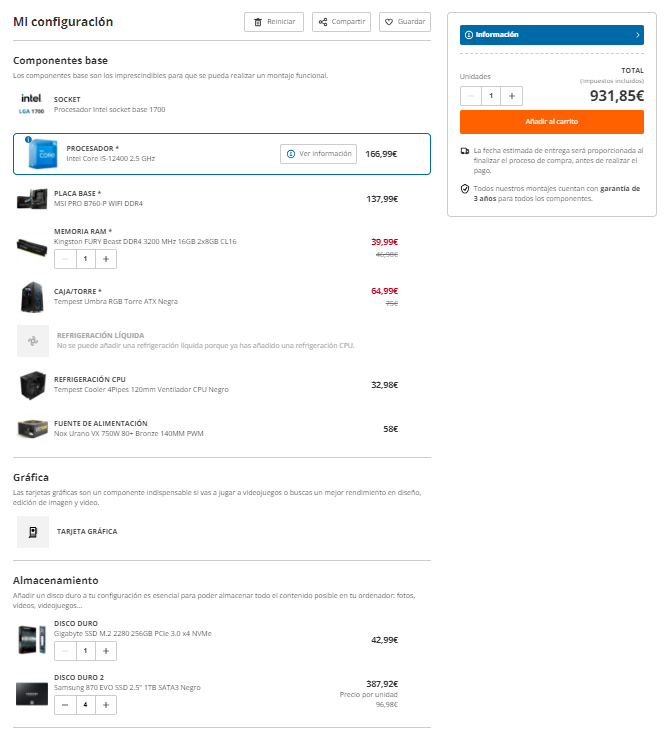 Mi configuración
Reiniciar
Compartir
Guardar
Componentes base
Los componentes base son los imprescindibles para que se pueda realizar un montaje funcional.
intel.
LGA 1700
SOCKET
Procesador Intel socket base 1700
PROCESADOR *
Intel Core i5-12400 2.5 GHz
Ver información
166,99€
PLACA BASE *
MSI PRO B760-P WIFI DDR4
137,99€
MEMORIA RAM *
Kingston FURY Beast DDR4 3200 MHz 16GB 2x8GB CL16
− 1 +
39,99€
46,98€
CAJA/TORRE *
Tempest Umbra RGB Torre ATX Negra
64,99€
75€
REFRIGERACIÓN LÍQUIDA
No se puede añadir una refrigeración líquida porque ya has añadido una refrigeración CPU.
REFRIGERACIÓN CPU
Tempest Cooler 4Pipes 120mm Ventilador CPU Negro
32,98€
FUENTE DE ALIMENTACIÓN
Nox Urano VX 750W 80+ Bronze 140MM PWM
58€
Gráfica
Las tarjetas gráficas son un componente indispensable si vas a jugar a videojuegos o buscas un mejor rendimiento en diseño,
edición de imagen y video.
TARJETA GRÁFICA
Almacenamiento
Añadir un disco duro a tu configuración es esencial para poder almacenar todo el contenido posible en tu ordenador: fotos,
vídeos, videojuegos...
DISCO DURO
Gigabyte SSD M.2 2280 256GB PCIe 3.0 x4 NVMe
− 1 +
42,99€
DISCO DURO 2
Samsung 870 EVO SSD 2.5" 1TB SATA3 Negro
− 4 +
387,92€
Precio por unidad
96,98€
Información
Unidades
− 1 +
TOTAL
(Impuestos incluidos)
931,85€
Añadir al carrito
La fecha estimada de entrega será proporcionada al
finalizar el proceso de compra, antes de realizar el
pago.
Todos nuestros montajes cuentan con garantía de
3 años para todos los componentes.